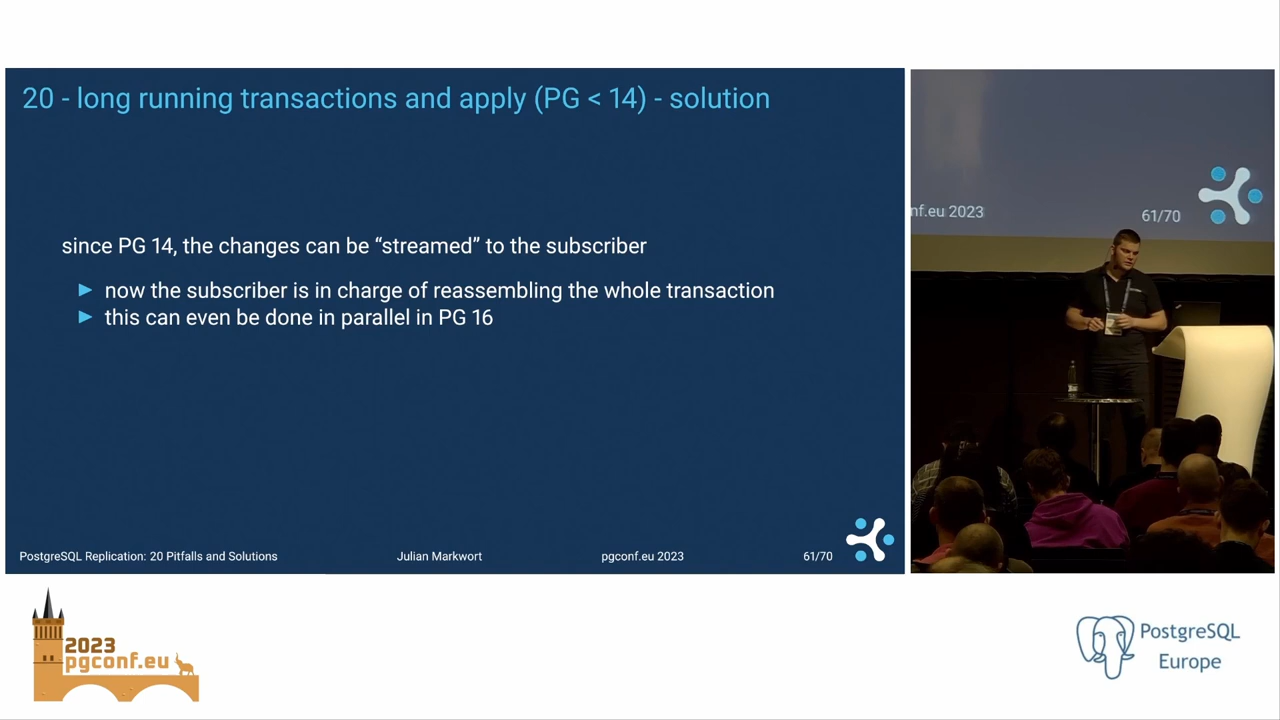 20 - long running transactions and apply (PG < 14) - solution
since PG 14, the changes can be “streamed” to the subscriber
► now the subscriber is in charge of reassembling the whole transaction
► this can even be done in parallel in PG 16
PostgreSQL Replication: 20 Pitfalls and Solutions
Julian Markwort
pgconf.eu 2023
61/70
nf.eu 2023
61/70
2023
pgconf.eu
PostgreSQL
Europe